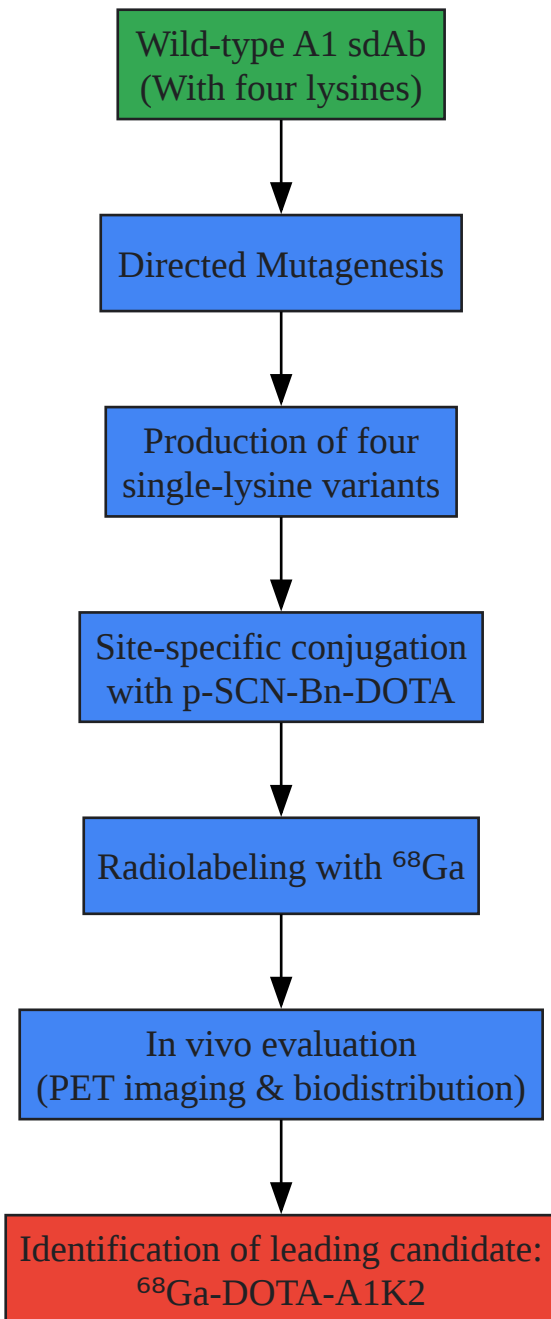 Wild-type A1 sdAb
(With four lysines)
Directed Mutagenesis
Production of four
single-lysine variants
Site-specific conjugation
with p-SCN-Bn-DOTA
Radiolabeling with ⁶⁸Ga
In vivo evaluation
(PET imaging & biodistribution)
Identification of leading candidate:
⁶⁸Ga-DOTA-A1K2